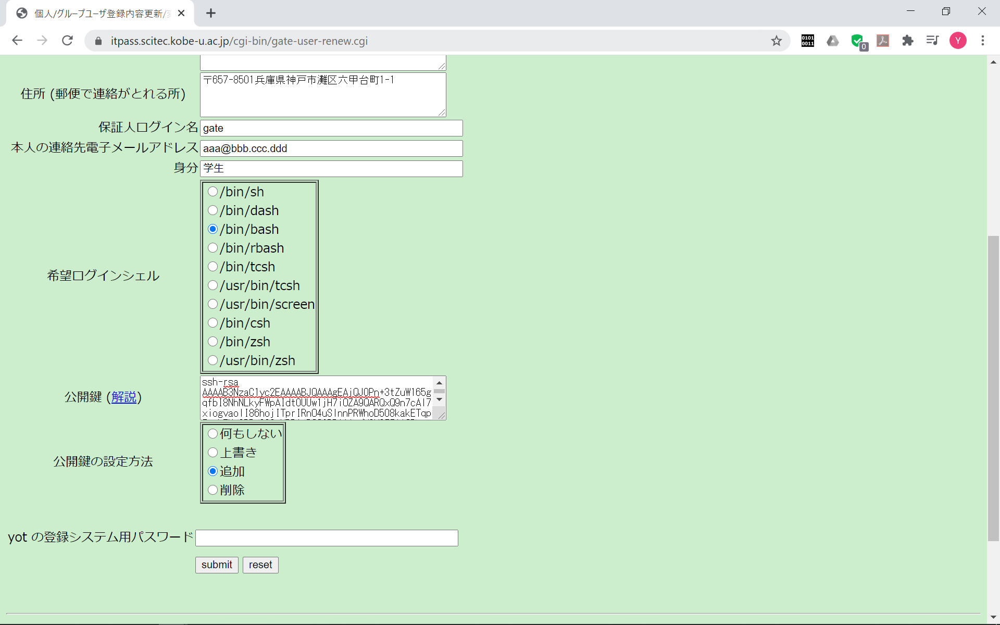 個人/グループユーザ登録内容更新/
itpass.scitec.kobe-u.ac.jp/cgi-bin/gate-user-renew.cgi
0101
0011
0
Y
住所 (郵便で連絡がとれる所)
〒657-8501兵庫県神戸市灘区六甲台町1-1
保証人ログイン名
gate
本人の連絡先電子メールアドレス
aaa@bbb.ccc.ddd
身分
学生
希望ログインシェル
/bin/sh
/bin/dash
/bin/bash
/bin/rbash
/bin/tcsh
/usr/bin/tcsh
/usr/bin/screen
/bin/csh
/bin/zsh
/usr/bin/zsh
公開鍵 (解説)
ssh-rsa
公開鍵の設定方法
何もしない
上書き
追加
削除
yot の登録システム用パスワード
submit
reset